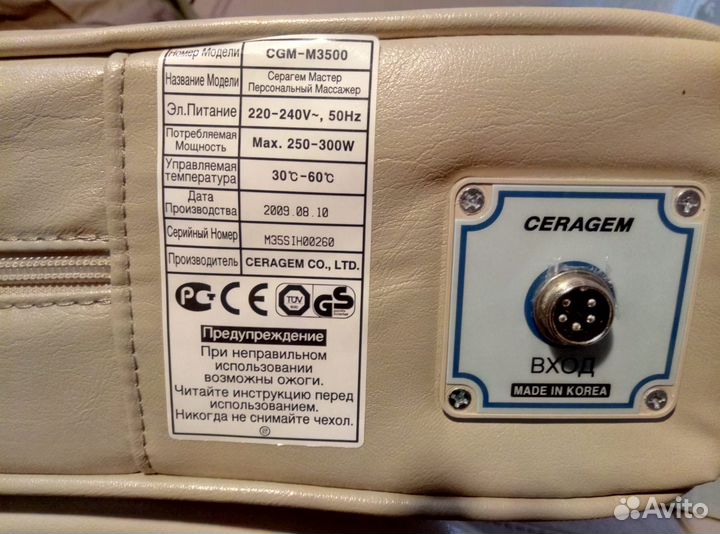 Номер Модели CGM-M3500
Название Модели Серагем Мастер Персональный Массажер
Эл.Питание 220-240V~, 50Hz
Потребляемая Мощность Max. 250-300W
Управляемая температура 30℃-60℃
Дата Производства 2009.08.10
Серийный Номер M35SIH00260
Производитель CERAGEM CO., LTD.
PC CE TÜV GS
Предупреждение
При неправильном
использовании
возможны ожоги.
Читайте инструкцию перед
использованием.
Никогда не снимайте чехол.
CERAGEM
ВХОД
MADE IN KOREA
Avito